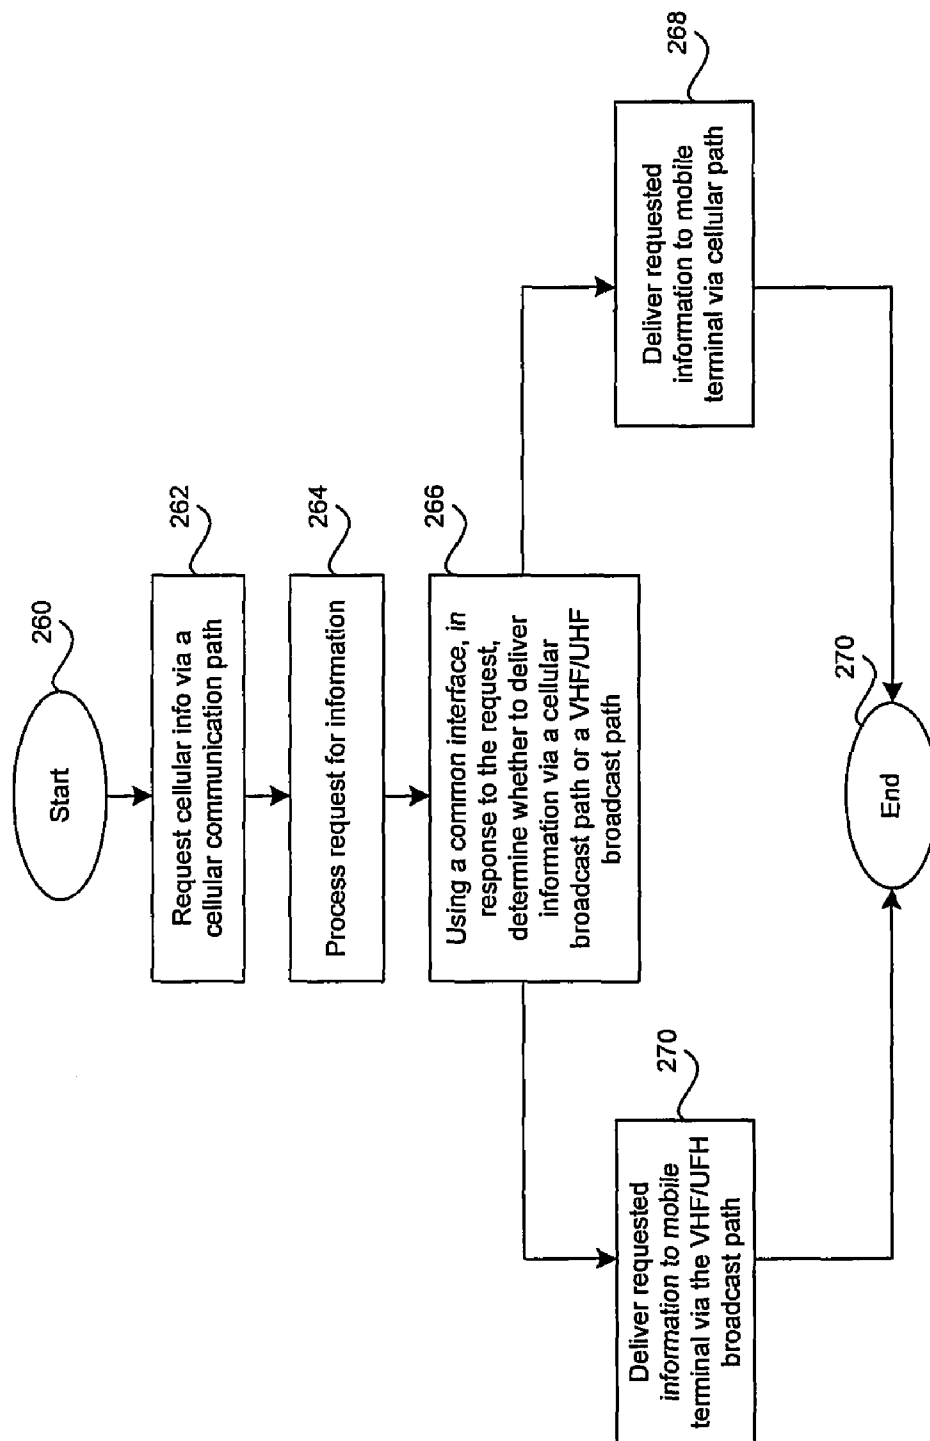 260
Start
262
Request cellular info via a
cellular communication path
264
Process request for information
266
Using a common interface, in
response to the request,
determine whether to deliver
information via a cellular
broadcast path or a VHF/UHF
broadcast path
270
Deliver requested
information to mobile
terminal via the VHF/UFH
broadcast path
268
Deliver requested
information to mobile
terminal via cellular path
270
End